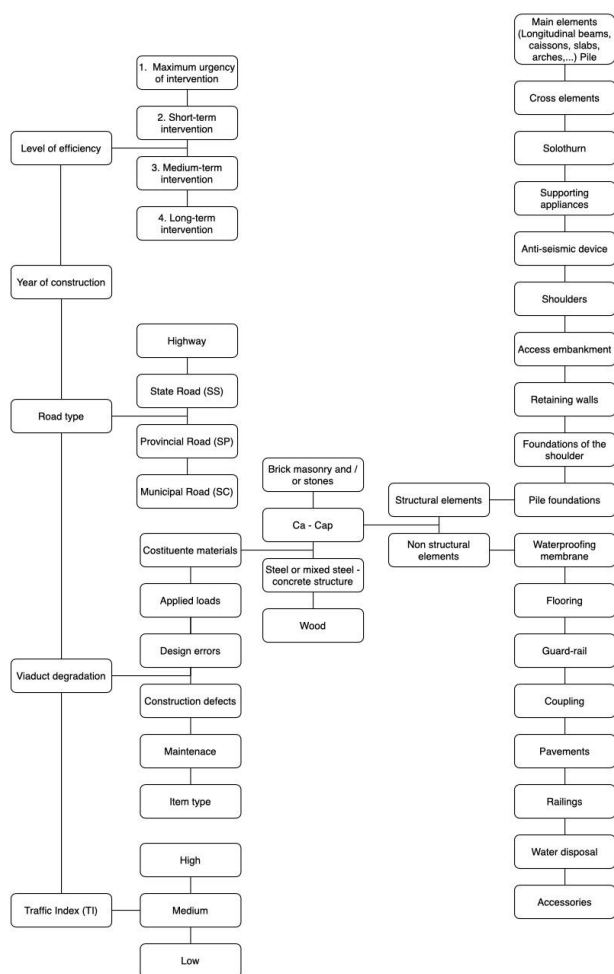 Level of efficiency
Year of construction
Road type
Viaduct degradation
Traffic Index (TI)
1. Maximum urgency
of intervention
2. Short-term
intervention
3. Medium-term
intervention
4. Long-term
intervention
Highway
State Road (SS)
Provincial Road (SP)
Municipal Road (SC)
Costituente materials
Applied loads
Design errors
Construction defects
Maintenace
Item type
High
Medium
Low
Brick masonry and /
or stones
Ca - Cap
Steel or mixed steel -
concrete structure
Wood
Structural elements
Non structural
elements
Main elements
(Longitudinal beams,
caissons, slabs,
arches,...) Pile
Cross elements
Solothurn
Supporting
appliances
Anti-seismic device
Shoulders
Access embankment
Retaining walls
Foundations of the
shoulder
Pile foundations
Waterproofing
membrane
Flooring
Guard-rail
Coupling
Pavements
Railings
Water disposal
Accessories